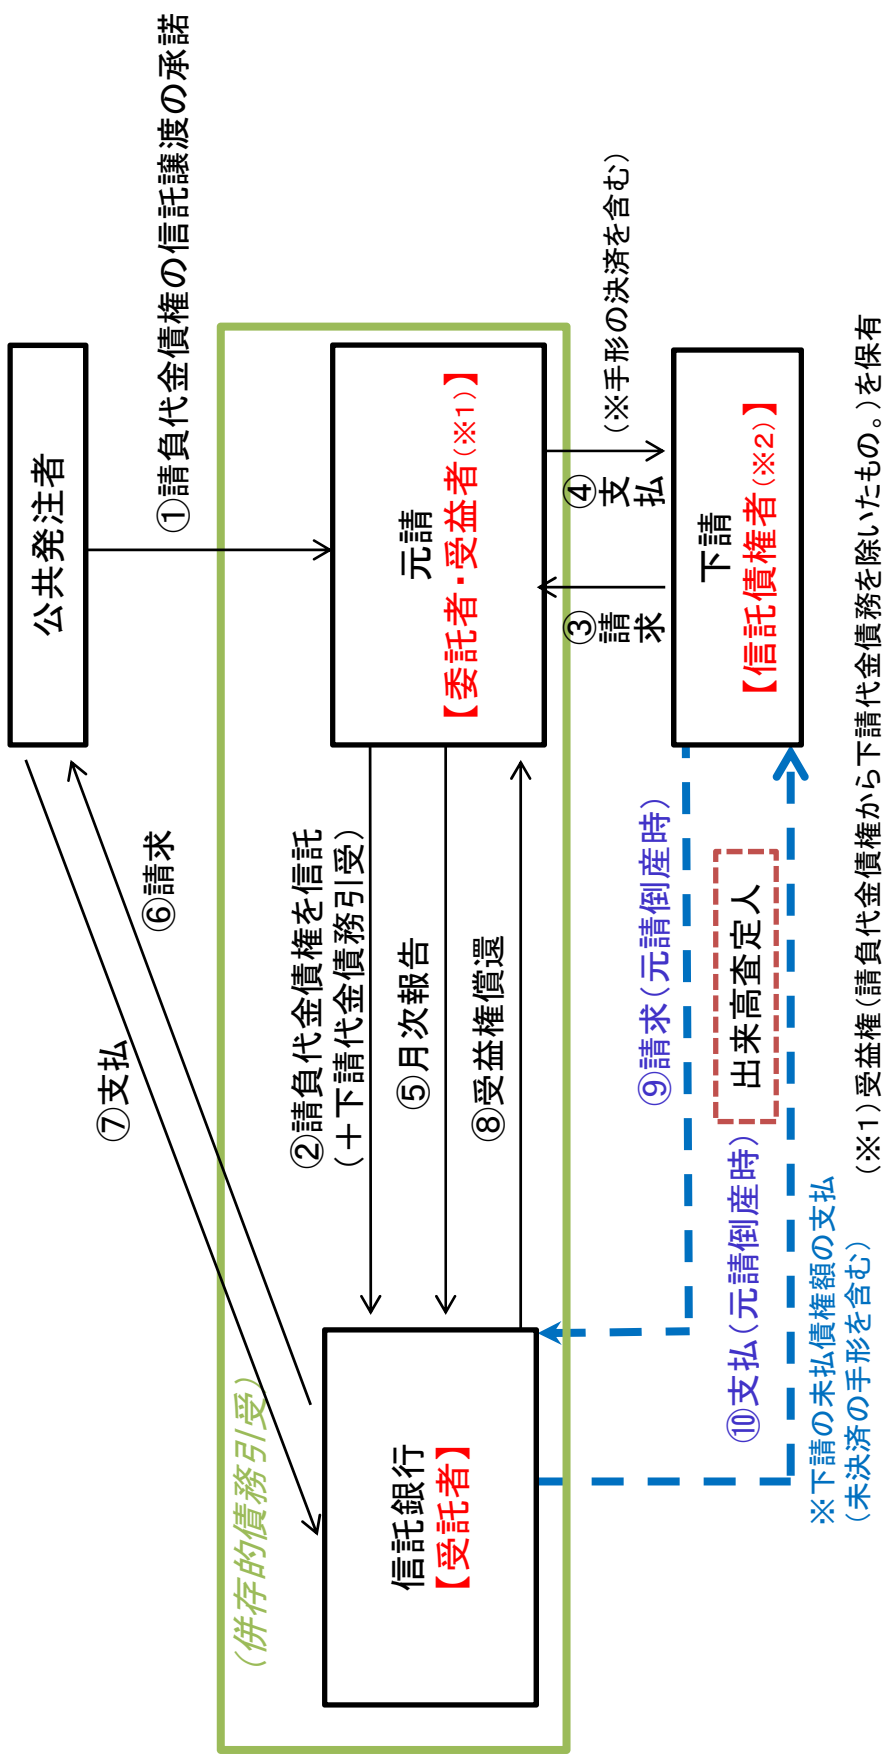 公共発注者
①請負代金債権の信託譲渡の承諾
⑥請求
⑦支払
(併存的債務引受)
②請負代金債権を信託
(＋下請代金債務引受)
⑤月次報告
⑧受益権償還
信託銀行
【受託者】
元請
【委託者・受益者(※1)】
③
請
求
④
支
払
(※手形の決済を含む)
下請
【信託債権者(※2)】
⑨請求(元請倒産時)
出来高査定人
⑩支払(元請倒産時)
※下請の未払債権額の支払
(未決済の手形を含む)
(※1)受益権(請負代金債権から下請代金債務を除いたもの。)を保有